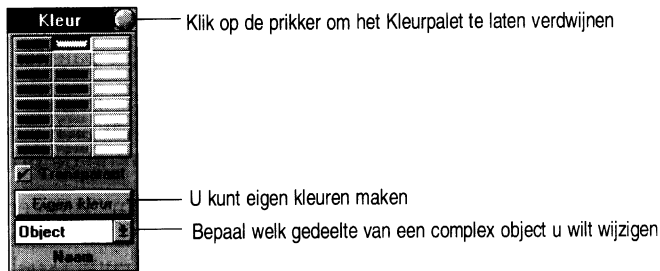 Kleur
Klik op de prikker om het Kleurpalet te laten verdwijnen
Transparant
Eigen kleur
U kunt eigen kleuren maken
Object
Bepaal welk gedeelte van een complex object u wilt wijzigen
Naam